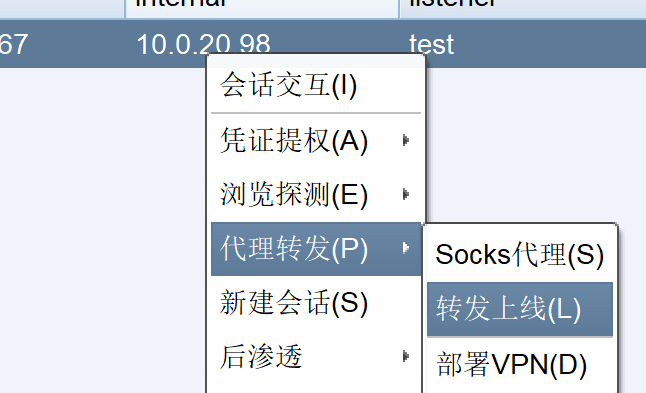 internal
listener
67
10.0.20.98
test
会话交互(I)
凭证提权(A)
浏览探测(E)
代理转发(P)
Socks代理(S)
转发上线(L)
新建会话(S)
部署VPN(D)
后渗透